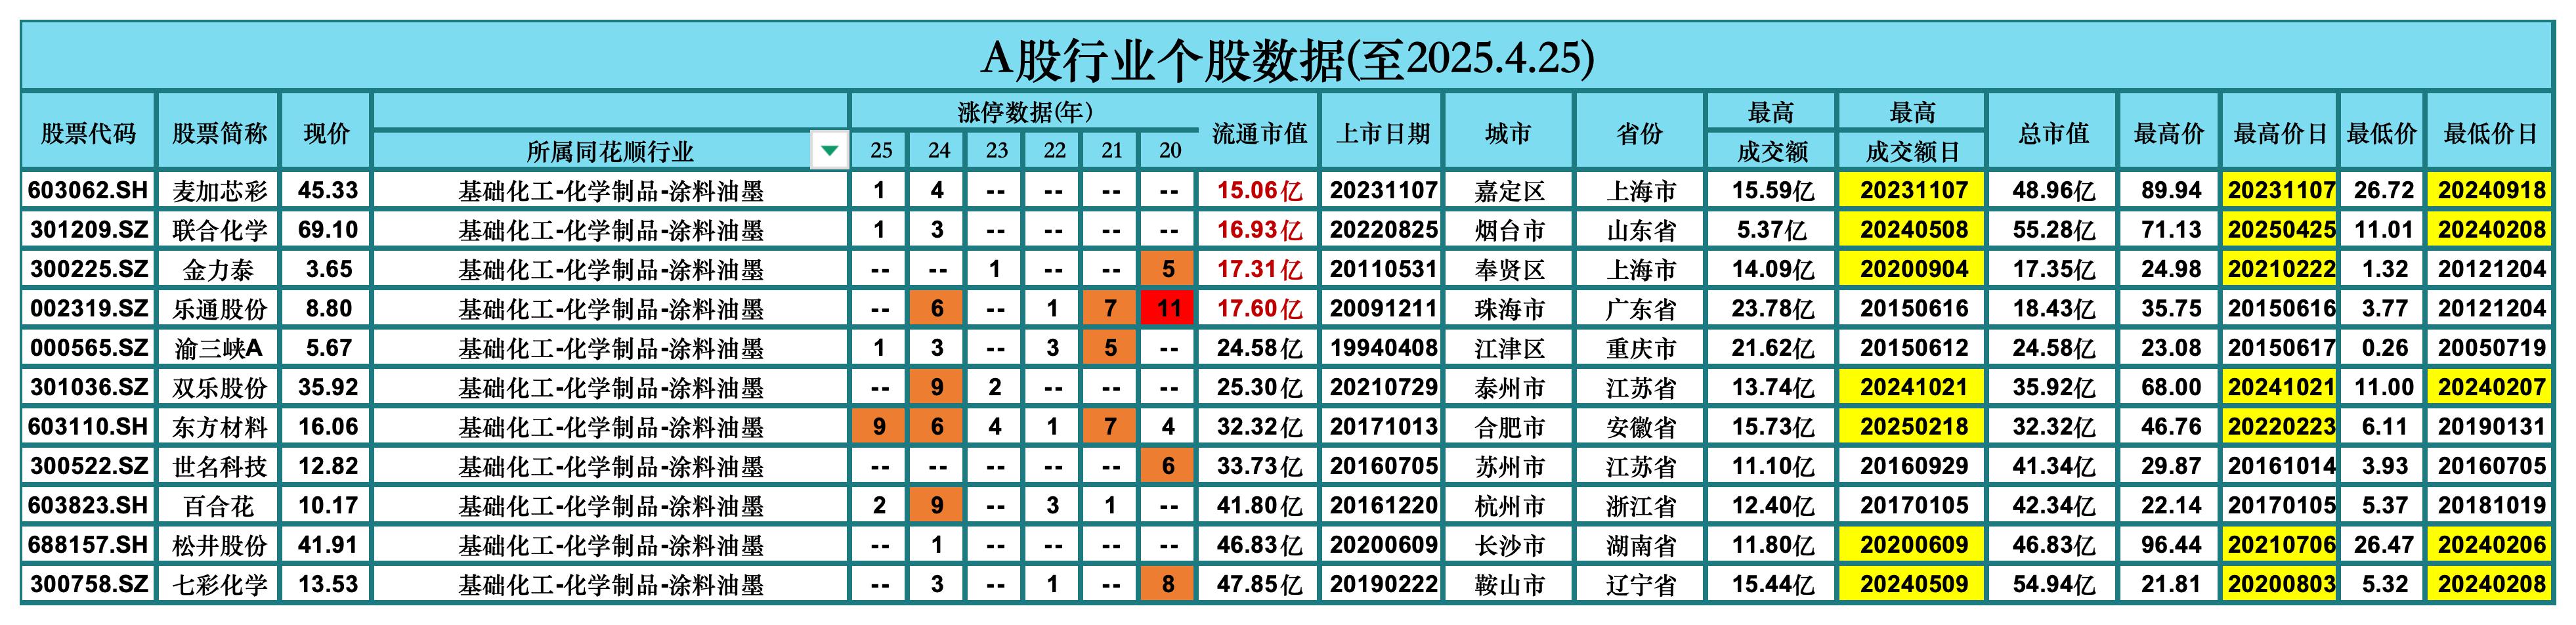 A股行业个股数据(至2025.4.25)
股票代码 股票简称 现价 所属同花顺行业 涨停数据(年) 25 24 23 22 21 20 流通市值 上市日期 城市 省份 最高成交额 最高成交额日 总市值 最高价 最高价日 最低价 最低价日
603062.SH 麦加芯彩 45.33 基础化工-化学制品-涂料油墨 1 4 -- -- -- -- 15.06亿 20231107 嘉定区 上海市 15.59亿 20231107 48.96亿 89.94 20231107 26.72 20240918
301209.SZ 联合化学 69.10 基础化工-化学制品-涂料油墨 1 3 -- -- -- -- 16.93亿 20220825 烟台市 山东省 5.37亿 20240508 55.28亿 71.13 20250425 11.01 20240208
300225.SZ 金力泰 3.65 基础化工-化学制品-涂料油墨 -- -- 1 -- -- 5 17.31亿 20110531 奉贤区 上海市 14.09亿 20200904 17.35亿 24.98 20210222 1.32 20121204
002319.SZ 乐通股份 8.80 基础化工-化学制品-涂料油墨 -- 6 -- 1 7 11 17.60亿 20091211 珠海市 广东省 23.78亿 20150616 18.43亿 35.75 20150616 3.77 20121204
000565.SZ 渝三峡A 5.67 基础化工-化学制品-涂料油墨 1 3 -- 3 5 -- 24.58亿 19940408 江津区 重庆市 21.62亿 20150612 24.58亿 23.08 20150617 0.26 20050719
301036.SZ 双乐股份 35.92 基础化工-化学制品-涂料油墨 -- 9 2 -- -- -- 25.30亿 20210729 泰州市 江苏省 13.74亿 20241021 35.92亿 68.00 20241021 11.00 20240207
603110.SH 东方材料 16.06 基础化工-化学制品-涂料油墨 9 6 4 1 7 4 32.32亿 20171013 合肥市 安徽省 15.73亿 20250218 32.32亿 46.76 20220223 6.11 20190131
300522.SZ 世名科技 12.82 基础化工-化学制品-涂料油墨 -- -- -- -- -- 6 33.73亿 20160705 苏州市 江苏省 11.10亿 20160929 41.34亿 29.87 20161014 3.93 20160705
603823.SH 百合花 10.17 基础化工-化学制品-涂料油墨 2 9 -- 3 1 -- 41.80亿 20161220 杭州市 浙江省 12.40亿 20170105 42.34亿 22.14 20170105 5.37 20181019
688157.SH 松井股份 41.91 基础化工-化学制品-涂料油墨 -- 1 -- -- -- -- 46.83亿 20200609 长沙市 湖南省 11.80亿 20200609 46.83亿 96.44 20210706 26.47 20240206
300758.SZ 七彩化学 13.53 基础化工-化学制品-涂料油墨 -- 3 -- 1 -- 8 47.85亿 20190222 鞍山市 辽宁省 15.44亿 20240509 54.94亿 21.81 20200803 5.32 20240208